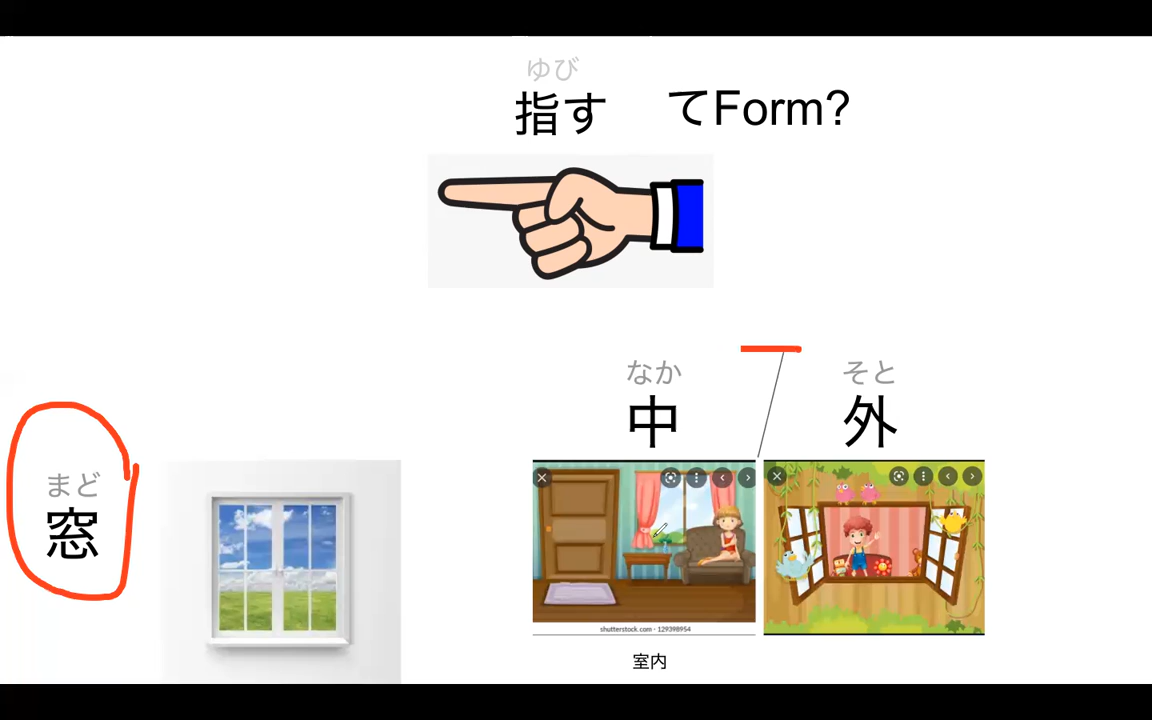 ゆび
指す てForm?
なか
中
そと
外
まど
窓
shutterstock.com · 129398954
室内